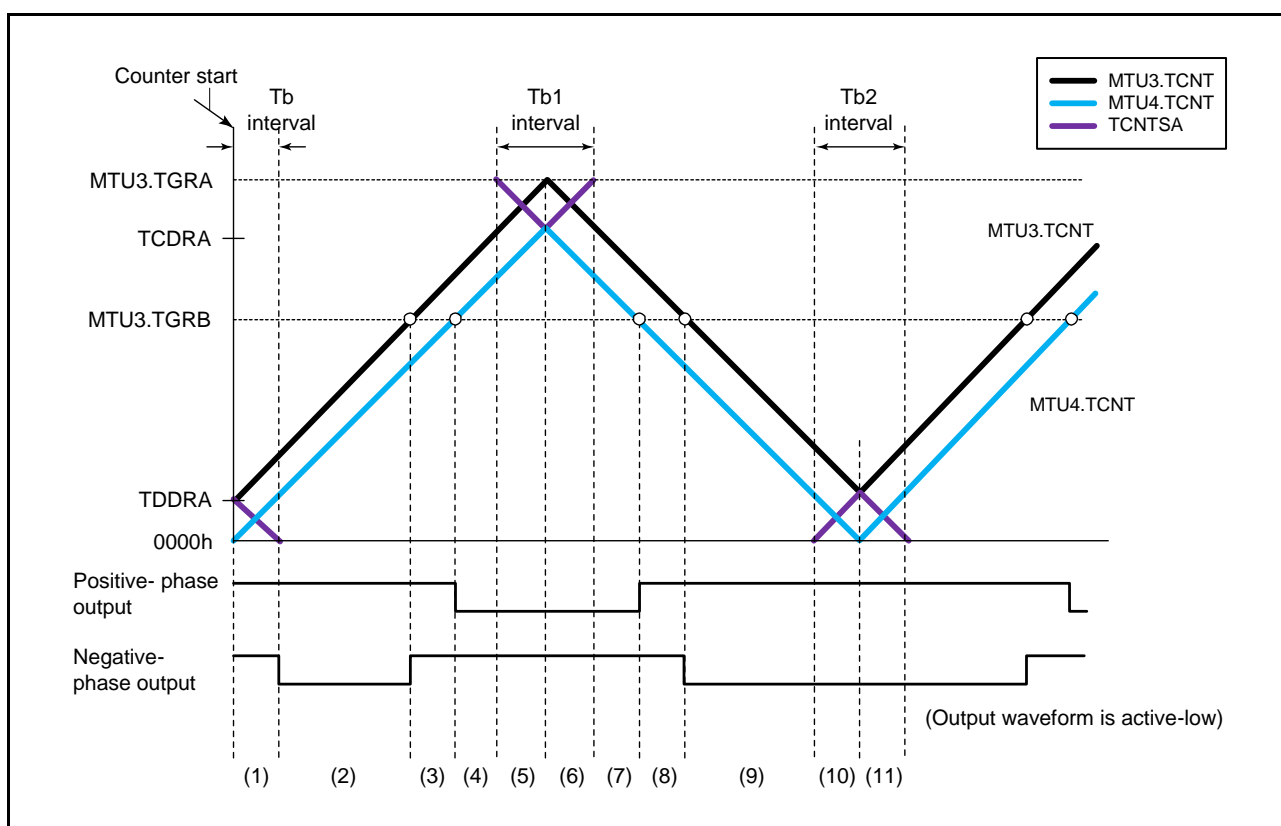 Counter start
Tb
interval
Tb1
interval
Tb2
interval
MTU3.TCNT
MTU4.TCNT
TCNTSA
MTU3.TGRA
TCDRA
MTU3.TGRB
TDDRA
0000h
MTU3.TCNT
MTU4.TCNT
Positive- phase
output
Negative-
phase output
(Output waveform is active-low)
(1) (2) (3) (4) (5) (6) (7) (8) (9) (10) (11)